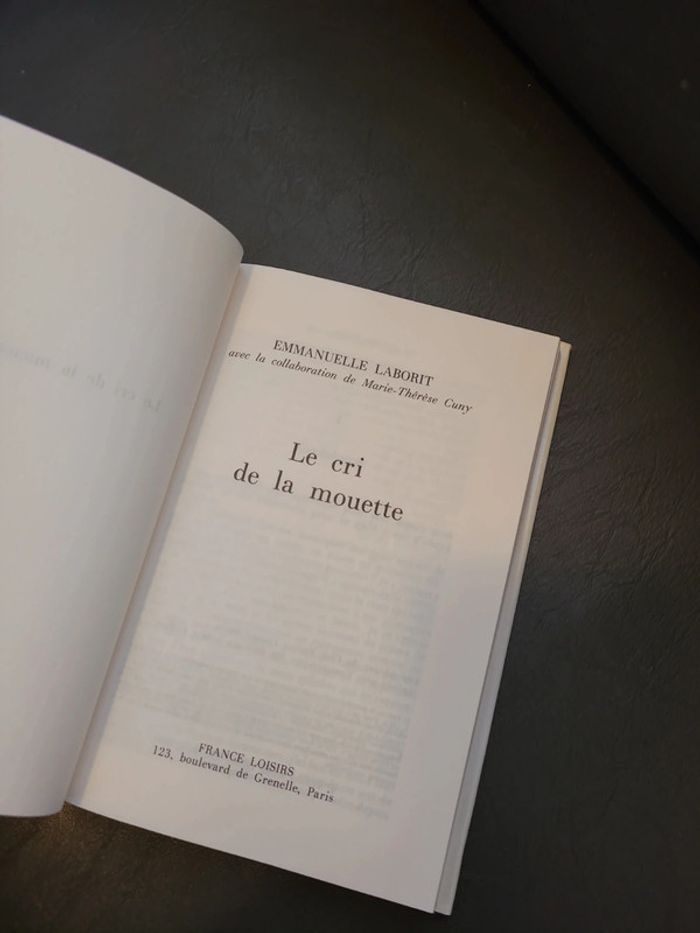 EMMANUELLE LABORIT
avec la collaboration de Marie-Thérèse Cuny
Le cri
de la mouette
FRANCE LOISIRS
123, boulevard de Grenelle, Paris